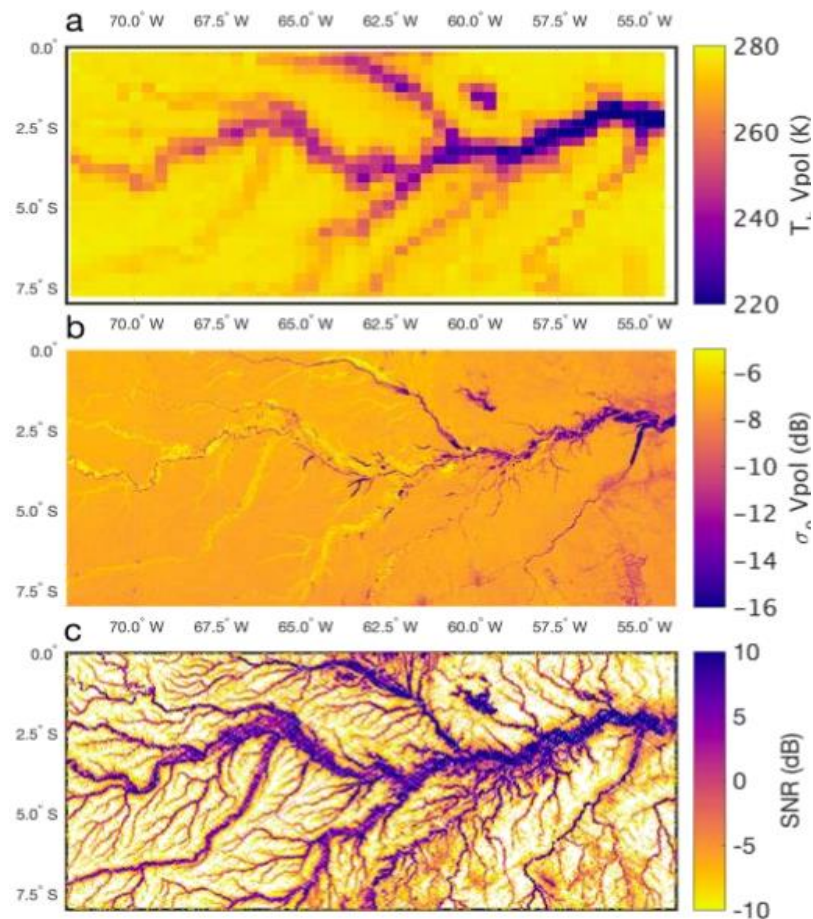 70.0° W 67.5° W 65.0° W 62.5° W 60.0° W 57.5° W 55.0° W
a
0.0°
2.5° S
5.0° S
7.5° S
280
260
240
220
Vpol (K)
70.0° W 67.5° W 65.0° W 62.5° W 60.0° W 57.5° W 55.0° W
b
0.0°
2.5° S
5.0° S
7.5° S
−6
−8
−10
−12
−14
−16
Vpol (dB)
70.0° W 67.5° W 65.0° W 62.5° W 60.0° W 57.5° W 55.0° W
c
0.0°
2.5° S
5.0° S
7.5° S
10
5
0
-5
-10
SNR (dB)